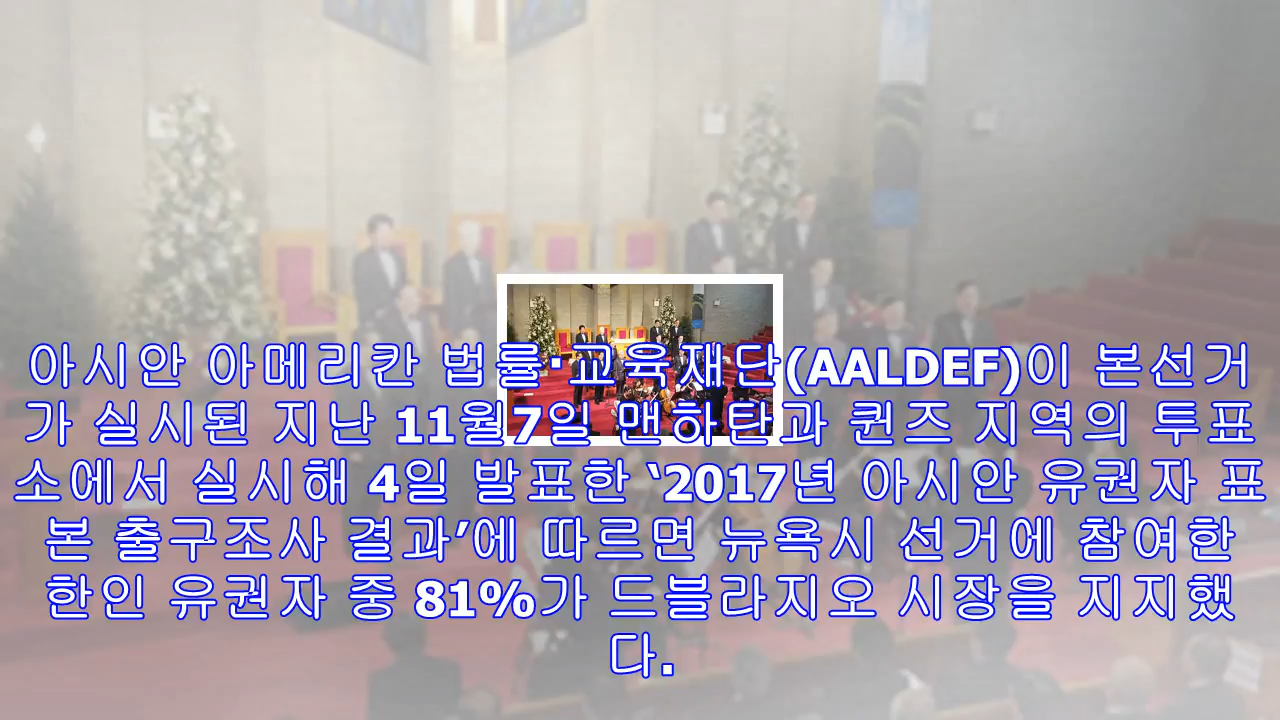 아시안 아메리칸 법률·교육재단(AALDEF)이 본선거
가 실시된 지난 11월7일 맨하탄과 퀸즈 지역의 투표
소에서 실시해 4일 발표한 ‘2017년 아시안 유권자 표
본 출구조사 결과’에 따르면 뉴욕시 선거에 참여한
한인 유권자 중 81%가 드블라지오 시장을 지지했
다.